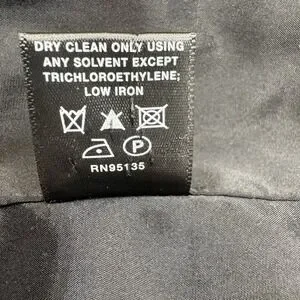 DRY CLEAN ONLY USING
ANY SOLVENT EXCEPT
TRICHLOROETHYLENE;
LOW IRON
P
RN95135